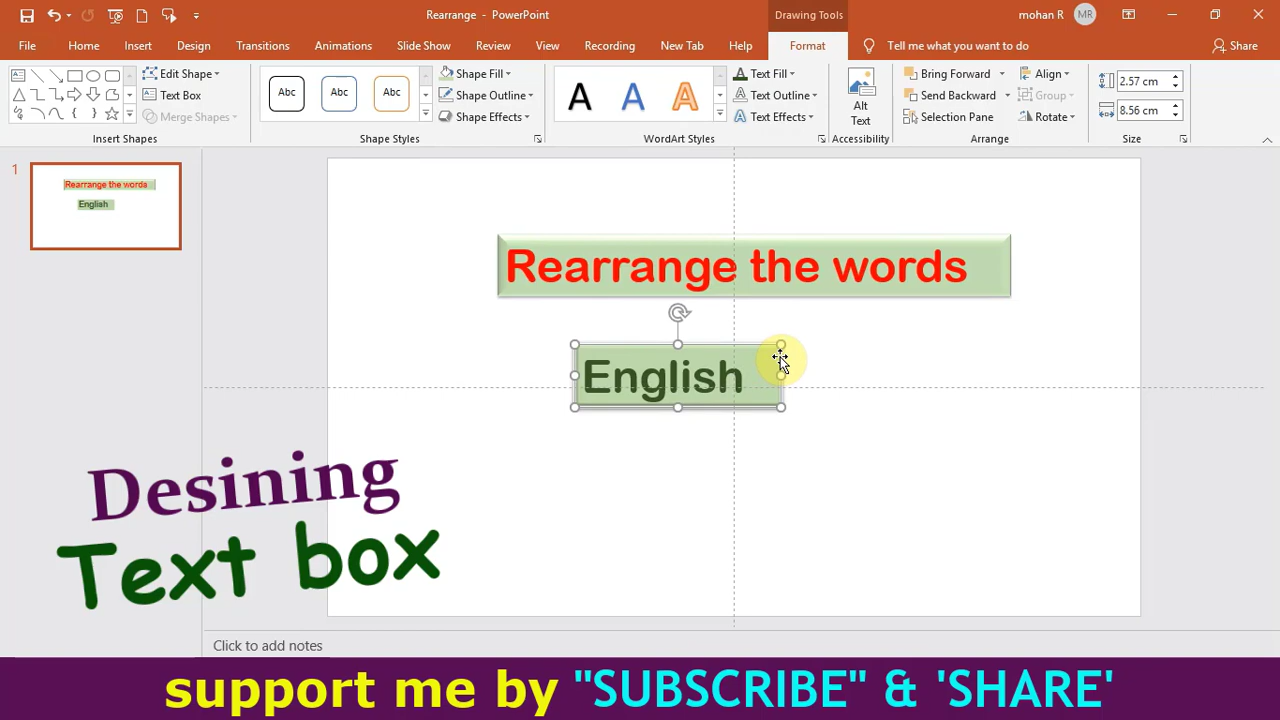 Rearrange - PowerPoint
Drawing Tools
mohan R
MR
File Home Insert Design Transitions Animations Slide Show Review View Recording New Tab Help Format Tell me what you want to do Share
Edit Shape
Text Box
Merge Shapes
Insert Shapes
Abc Abc Abc
Shape Fill
Shape Outline
Shape Effects
Shape Styles
A A A
Text Fill
Text Outline
Text Effects
WordArt Styles
Alt Text
Accessibility
Bring Forward
Send Backward
Selection Pane
Align
Group
Rotate
Arrange
2.57 cm
8.56 cm
Size
1
Rearrange the words
English
Rearrange the words
English
Desining
Text box
Click to add notes
support me by "SUBSCRIBE" & 'SHARE'